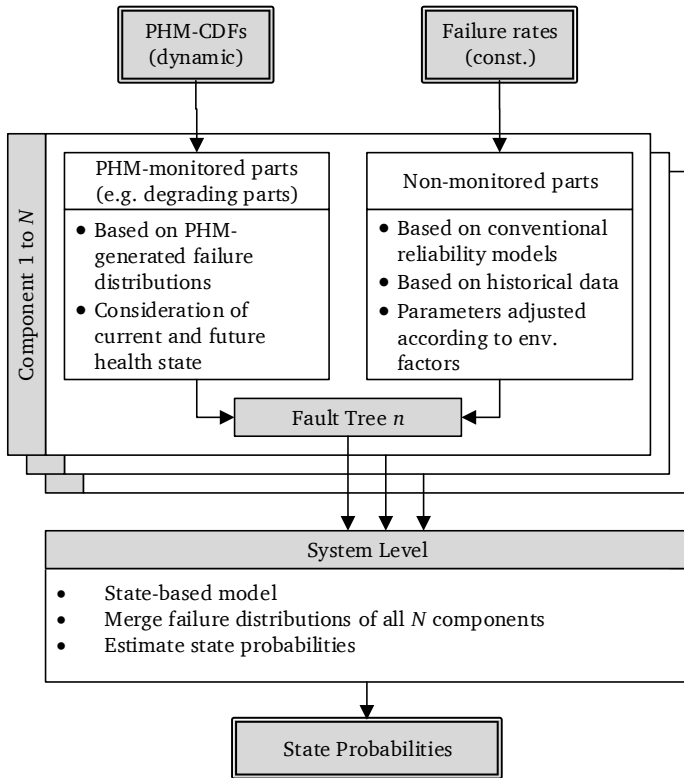 PHM-CDFs
(dynamic)
Failure rates
(const.)
Component 1 to N
PHM-monitored parts
(e.g. degrading parts)
• Based on PHM-
generated failure
distributions
• Consideration of
current and future
health state
Non-monitored parts
• Based on conventional
reliability models
• Based on historical data
• Parameters adjusted
according to env.
factors
Fault Tree n
System Level
• State-based model
• Merge failure distributions of all N components
• Estimate state probabilities
State Probabilities